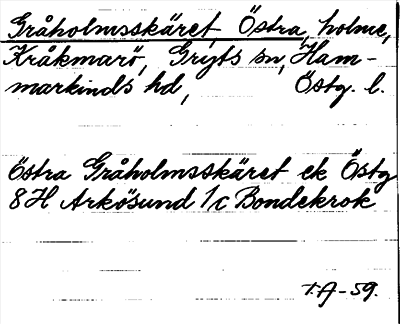 Gråholmsskäret, Östra, holme,
Kråkmarö, Gryts sn, Ham-
markinds hd, Östg. l.
Östra Gråholmsskäret ek Östg
8H Arkösund 1c Bondekrok
T.A-59.